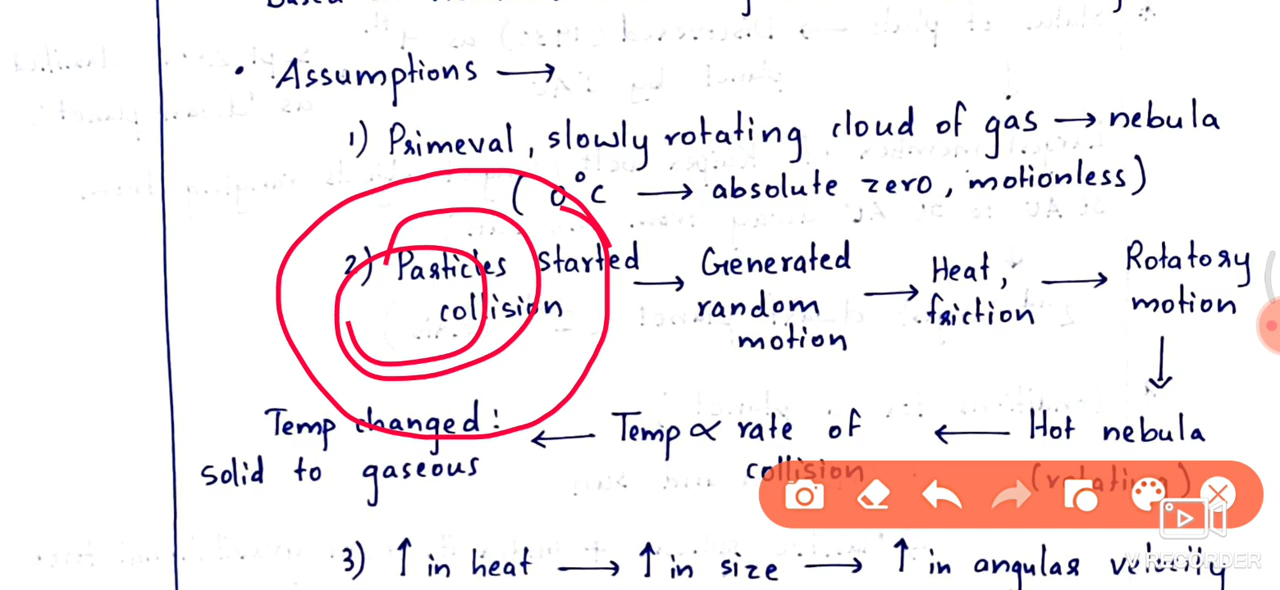 • Assumptions →
1) Primeval, slowly rotating cloud of gas → nebula
( 0°C → absolute zero, motionless)
2) Particles started collision → Generated random motion → Heat, friction → Rotatory motion
↓
Hot nebula (rotating)
← Temp ∝ rate of collision
← Temp changed: solid to gaseous
3) ↑ in heat → ↑ in size → ↑ in angular velocity
V RECORDER